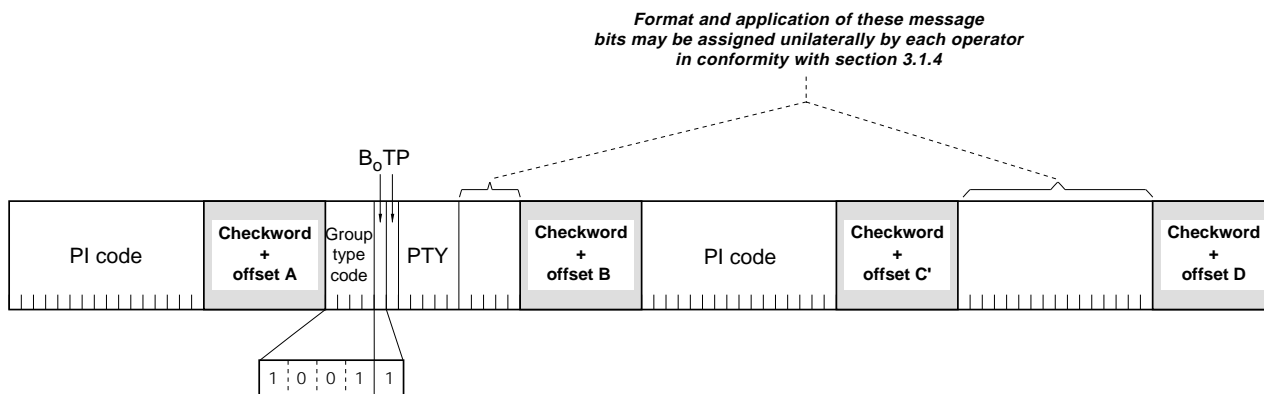 Format and application of these message
bits may be assigned unilaterally by each operator
in conformity with section 3.1.4
BoTP
PI code
Checkword
+
offset A
Group
type
code
PTY
Checkword
+
offset B
PI code
Checkword
+
offset C'
Checkword
+
offset D
1 0 0 1 1